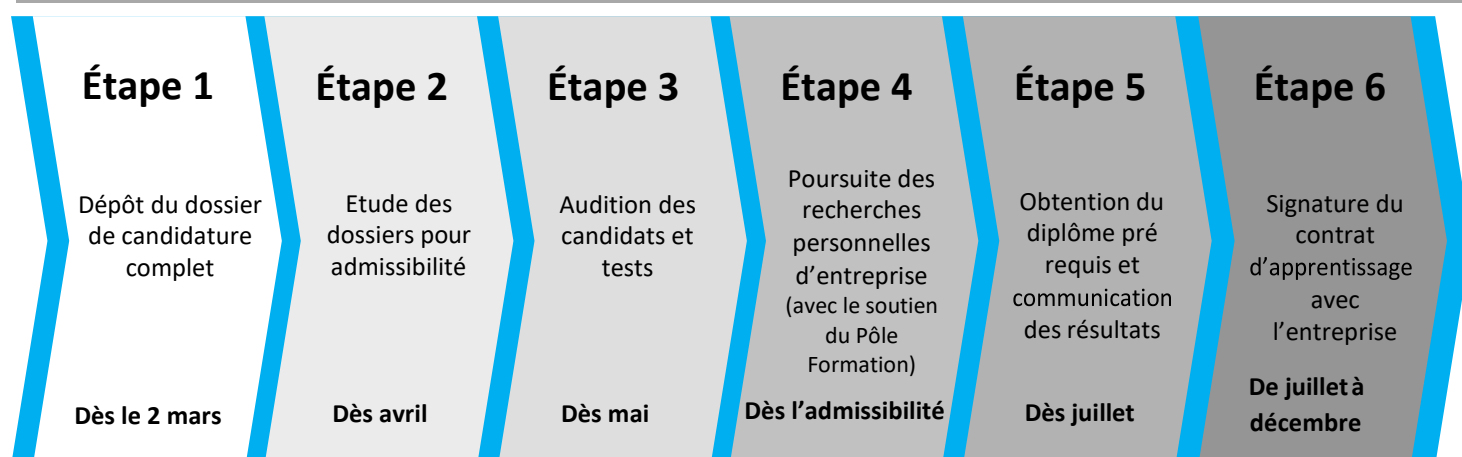 Étape 1
Dépôt du dossier
de candidature
complet
Dès le 2 mars
Étape 2
Etude des
dossiers pour
admissibilité
Dès avril
Étape 3
Audition des
candidats et
tests
Dès mai
Étape 4
Poursuite des
recherches
personnelles
d’entreprise
(avec le soutien
du Pôle
Formation)
Dès l’admissibilité
Étape 5
Obtention du
diplôme pré
requis et
communication
des résultats
Dès juillet
Étape 6
Signature du
contrat
d’apprentissage
avec
l’entreprise
De juillet à
décembre